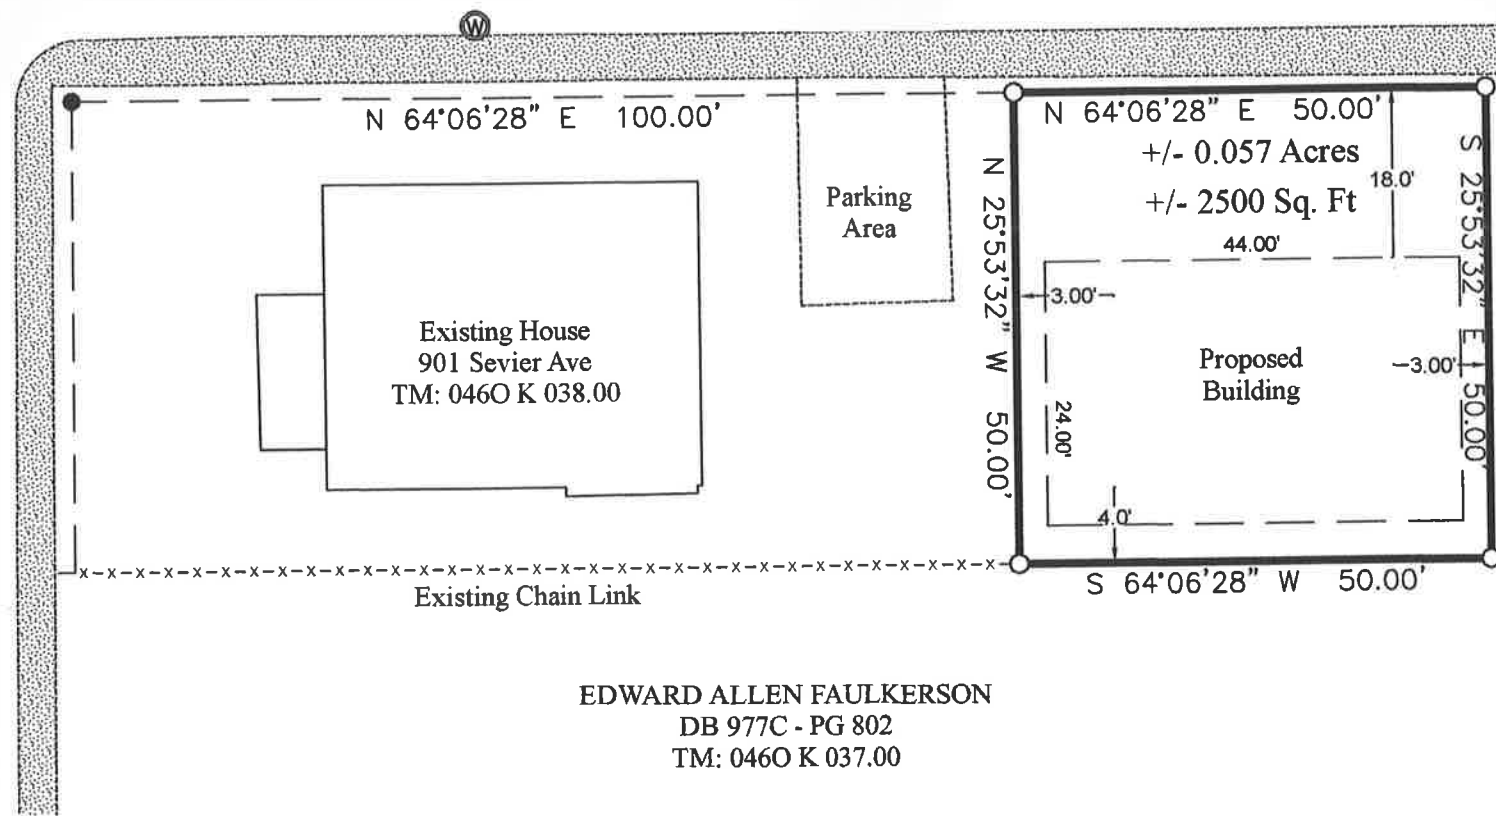 W
N 64°06'28" E 100.00'
N 64°06'28" E 50.00'
+/- 0.057 Acres
+/- 2500 Sq. Ft
18.0'
44.00'
S 25°53'32" E 50.00'
N 25°53'32" W 50.00'
Parking
Area
3.00'
Existing House
901 Sevier Ave
TM: 046O K 038.00
Proposed
Building
3.00'
24.00'
4.0'
x-x-x-x-x-x-x-x-x-x-x-x-x-x-x-x-x-x-x-x-x-x-x-x-x-x-x-x-x-x-x-x-x
Existing Chain Link
S 64°06'28" W 50.00'
EDWARD ALLEN FAULKERSON
DB 977C - PG 802
TM: 046O K 037.00